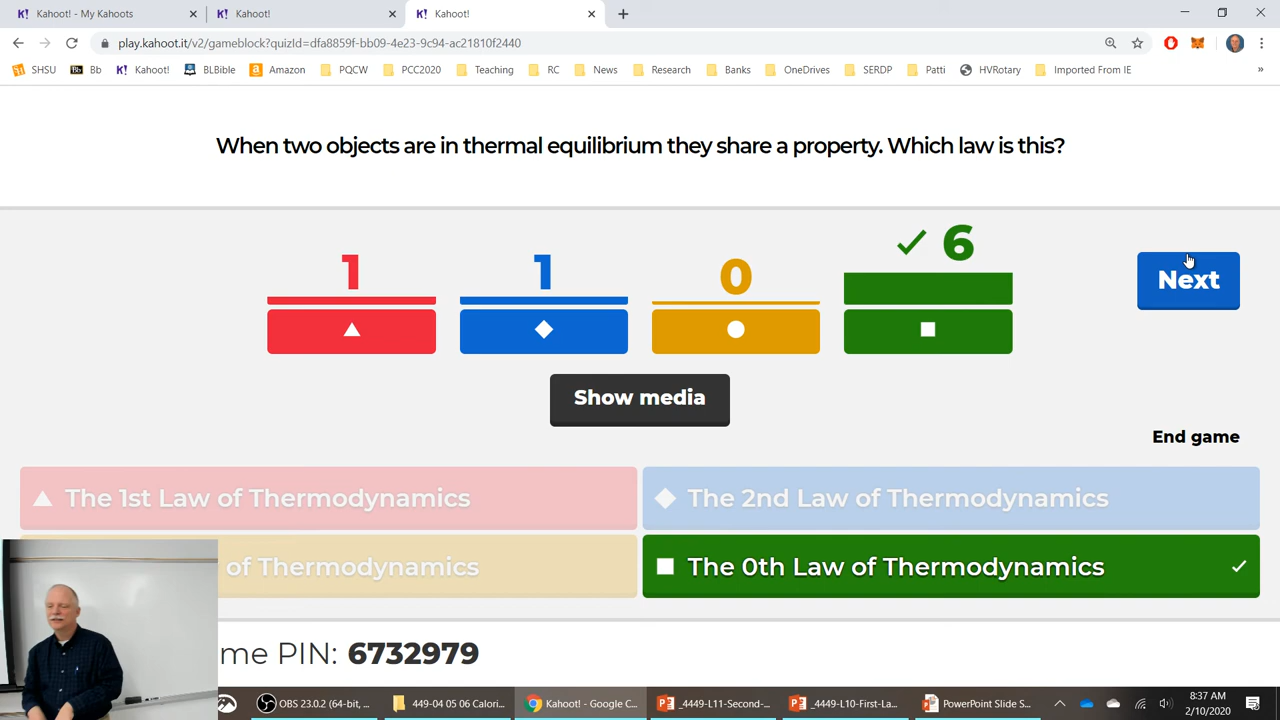 Kahoot! - My Kahoots
Kahoot!
Kahoot!
play.kahoot.it/v2/gameblock?quizId=dfa8859f-bb09-4e23-9c94-ac21810f2440
SHSU
Bb
Kahoot!
BLBible
Amazon
PQCW
PCC2020
Teaching
RC
News
Research
Banks
OneDrives
SERDP
Patti
HVRotary
Imported From IE
When two objects are in thermal equilibrium they share a property. Which law is this?
1
1
0
6
Next
Show media
End game
The 1st Law of Thermodynamics
The 2nd Law of Thermodynamics
of Thermodynamics
The 0th Law of Thermodynamics
me PIN: 6732979
OBS 23.0.2 (64-bit, ...
449-04 05 06 Calori...
Kahoot! - Google C...
_4449-L11-Second-...
_4449-L10-First-La...
PowerPoint Slide S...
8:37 AM
2/10/2020